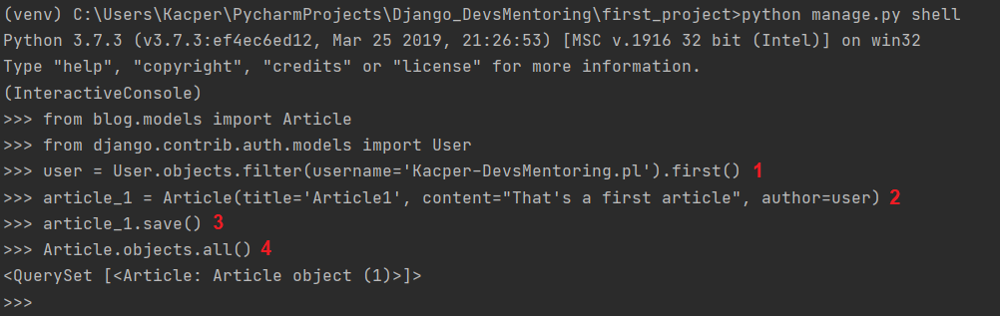 (venv) C:\Users\Kacper\PycharmProjects\Django_DevsMentoring\first_project>python manage.py shell
Python 3.7.3 (v3.7.3:ef4ec6ed12, Mar 25 2019, 21:26:53) [MSC v.1916 32 bit (Intel)] on win32
Type "help", "copyright", "credits" or "license" for more information.
(InteractiveConsole)
>>> from blog.models import Article
>>> from django.contrib.auth.models import User
>>> user = User.objects.filter(username='Kacper-DevsMentoring.pl').first() 1
>>> article_1 = Article(title='Article1', content="That's a first article", author=user) 2
>>> article_1.save() 3
>>> Article.objects.all() 4
<QuerySet [<Article: Article object (1)>]>
>>>